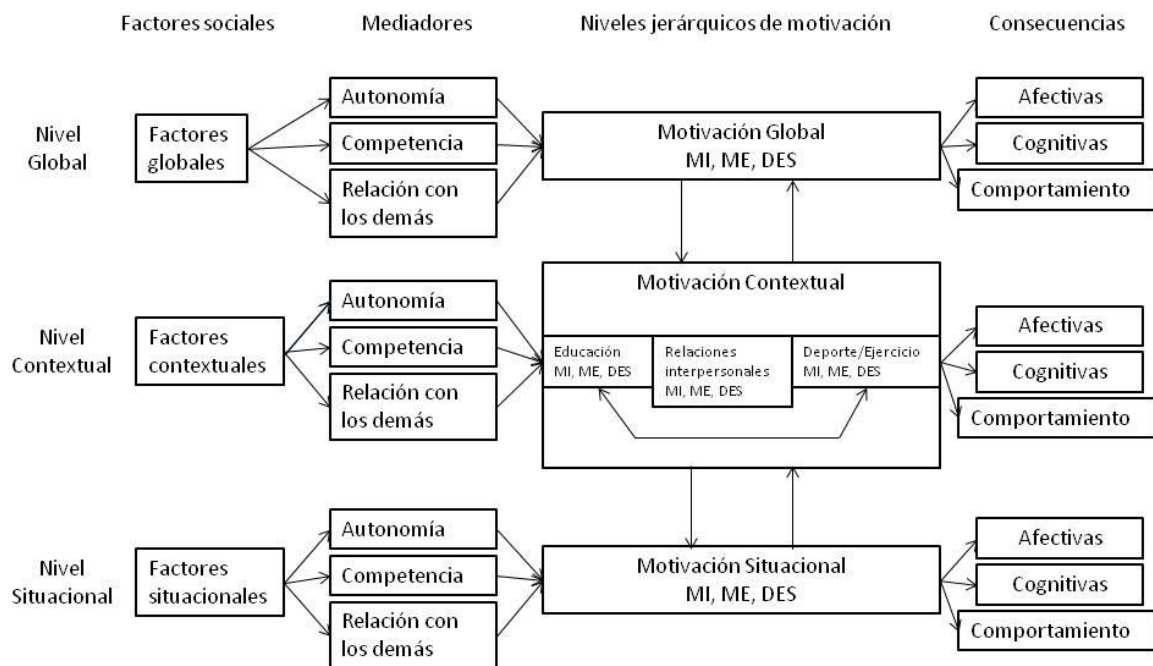 Factores sociales
Mediadores
Niveles jerárquicos de motivación
Consecuencias
Nivel
Global
Factores
globales
Autonomía
Competencia
Relación con
los demás
Motivación Global
MI, ME, DES
Afectivas
Cognitivas
Comportamiento
Nivel
Contextual
Factores
contextuales
Autonomía
Competencia
Relación con
los demás
Motivación Contextual
Educación
MI, ME, DES
Relaciones
interpersonales
MI, ME, DES
Deporte/Ejercicio
MI, ME, DES
Afectivas
Cognitivas
Comportamiento
Nivel
Situacional
Factores
situacionales
Autonomía
Competencia
Relación con
los demás
Motivación Situacional
MI, ME, DES
Afectivas
Cognitivas
Comportamiento